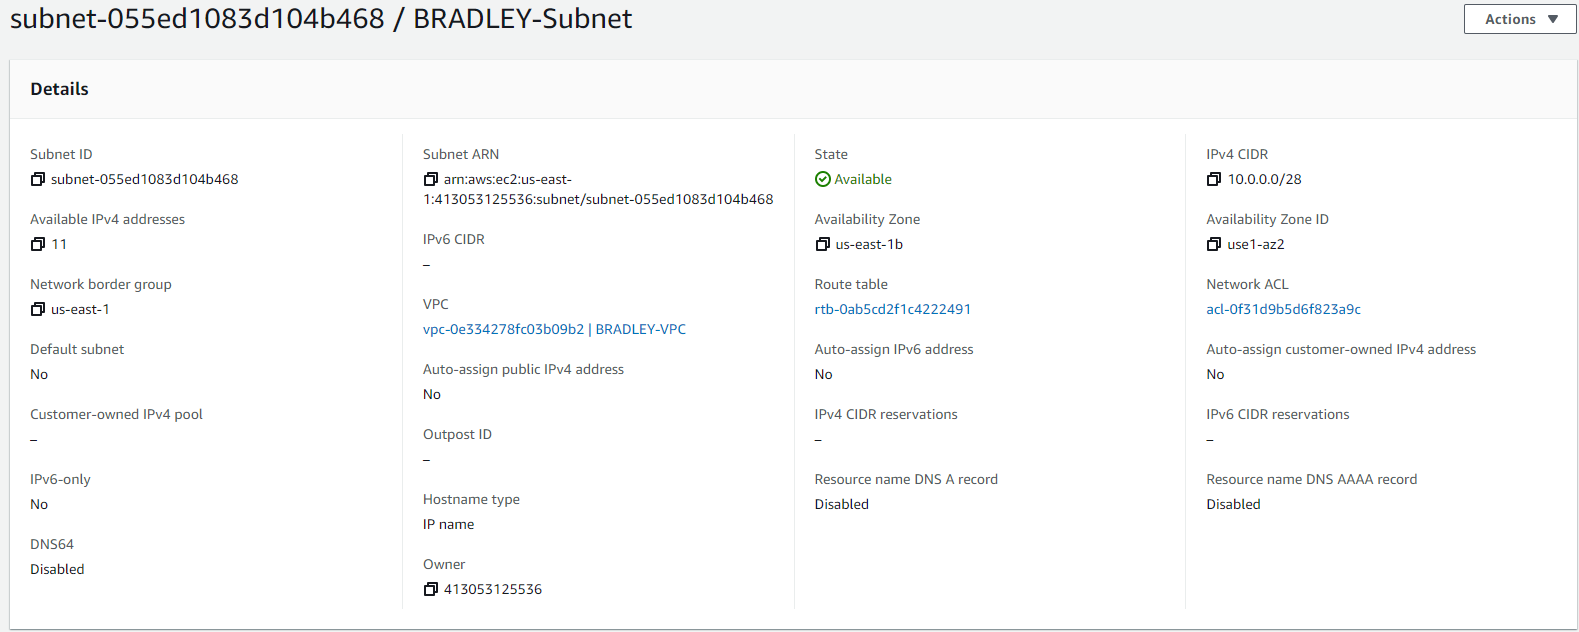 subnet-055ed1083d104b468 / BRADLEY-Subnet
Actions
Details
Subnet ID
subnet-055ed1083d104b468
Available IPv4 addresses
11
Network border group
us-east-1
Default subnet
No
Customer-owned IPv4 pool
–
IPv6-only
No
DNS64
Disabled
Subnet ARN
arn:aws:ec2:us-east-
1:413053125536:subnet/subnet-055ed1083d104b468
IPv6 CIDR
–
VPC
vpc-0e334278fc03b09b2 | BRADLEY-VPC
Auto-assign public IPv4 address
No
Outpost ID
–
Hostname type
IP name
Owner
413053125536
State
Available
Availability Zone
us-east-1b
Route table
rtb-0ab5cd2f1c4222491
Auto-assign IPv6 address
No
IPv4 CIDR reservations
–
Resource name DNS A record
Disabled
IPv4 CIDR
10.0.0.0/28
Availability Zone ID
use1-az2
Network ACL
acl-0f31d9b5d6f823a9c
Auto-assign customer-owned IPv4 address
No
IPv6 CIDR reservations
–
Resource name DNS AAAA record
Disabled